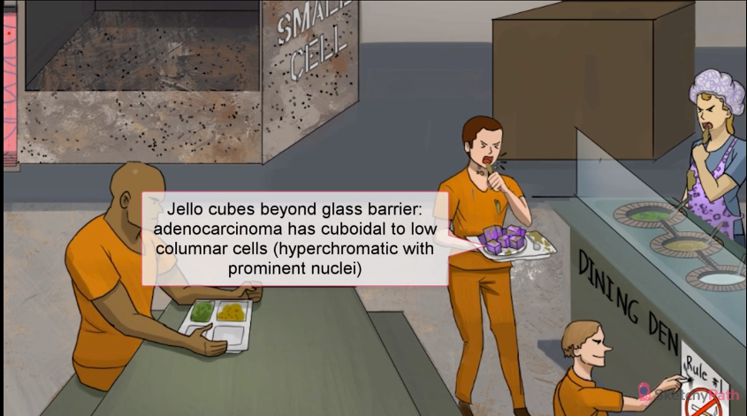 SMALL
CELL
Jello cubes beyond glass barrier:
adenocarcinoma has cuboidal to low
columnar cells (hyperchromatic with
prominent nuclei)
DINING DEN
Rule #1
SketchyPath